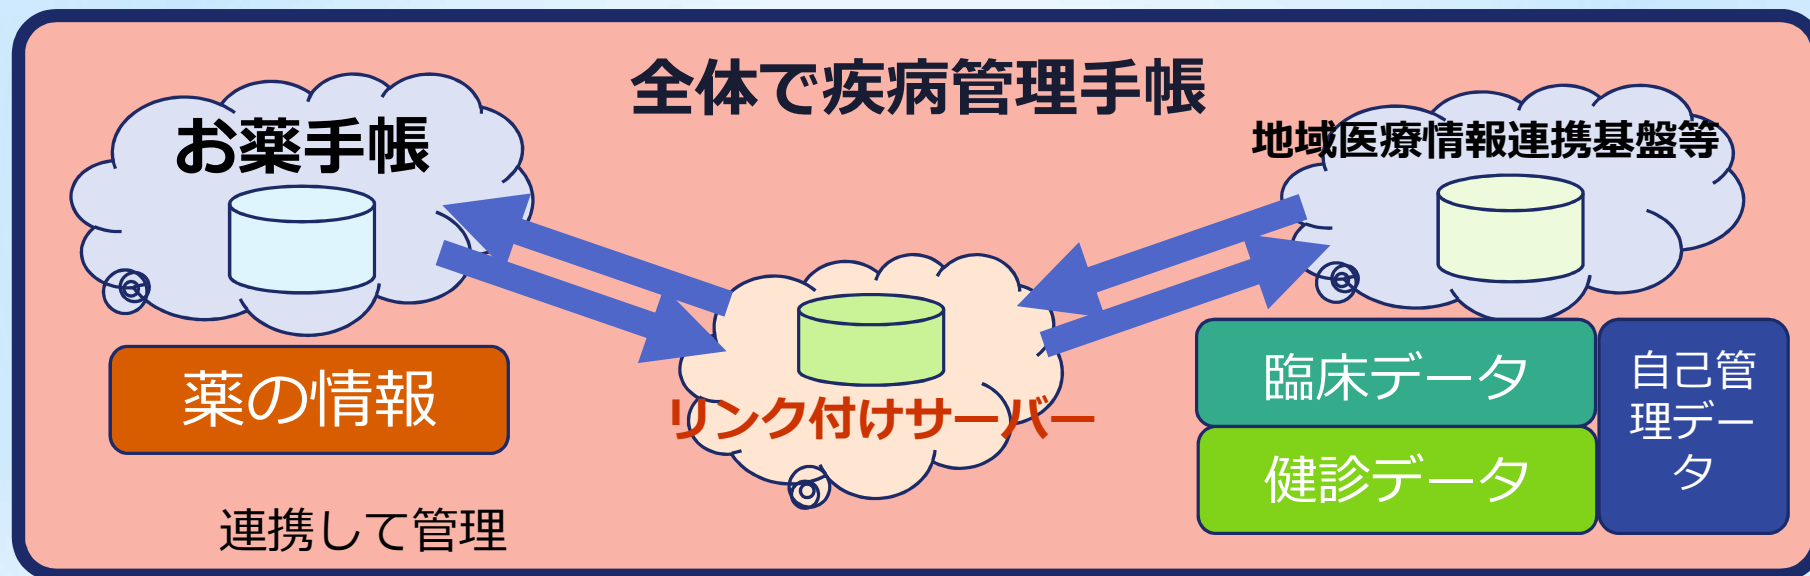 全体で疾病管理手帳
お薬手帳
地域医療情報連携基盤等
リンク付けサーバー
薬の情報
臨床データ
健診データ
自己管
理デー
タ
連携して管理